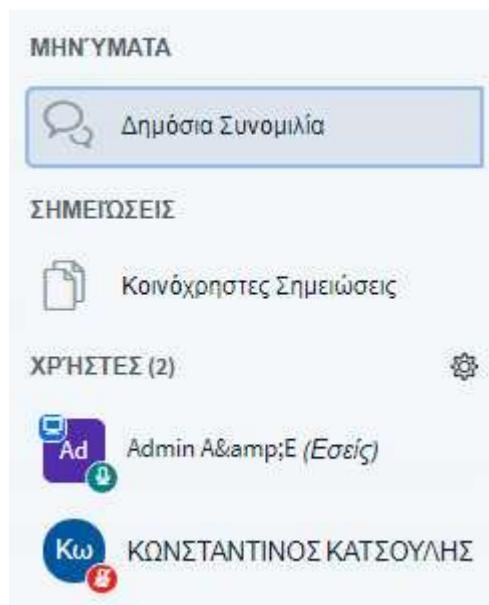 ΜΗΝΎΜΑΤΑ
Δημόσια Συνομιλία
ΣΗΜΕΙΏΣΕΙΣ
Κοινόχρηστες Σημειώσεις
ΧΡΉΣΤΕΣ (2)
Ad Admin A&amp;E (Εσείς)
Κω ΚΩΝΣΤΑΝΤΙΝΟΣ ΚΑΤΣΟΥΛΗΣ